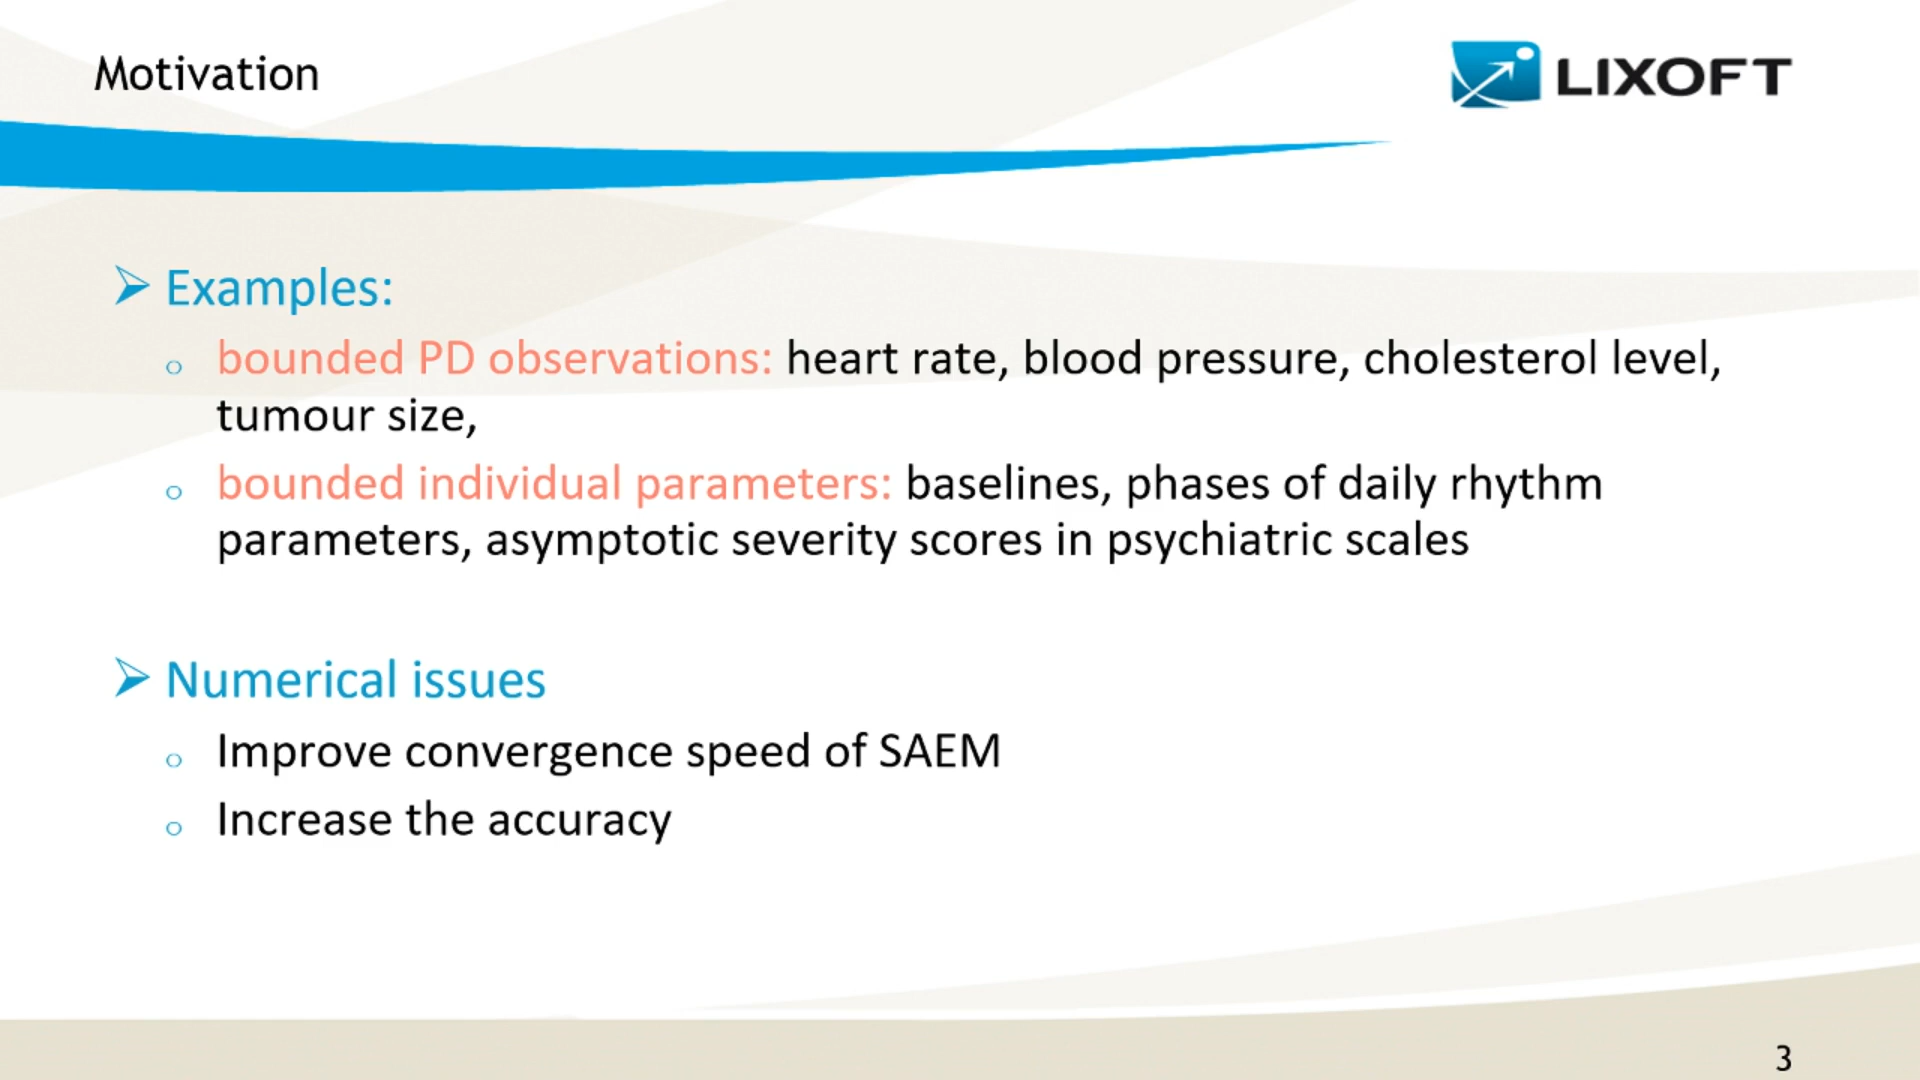 Motivation
LIXOFT
Examples:
bounded PD observations: heart rate, blood pressure, cholesterol level,
tumour size,
bounded individual parameters: baselines, phases of daily rhythm
parameters, asymptotic severity scores in psychiatric scales
Numerical issues
Improve convergence speed of SAEM
Increase the accuracy
3